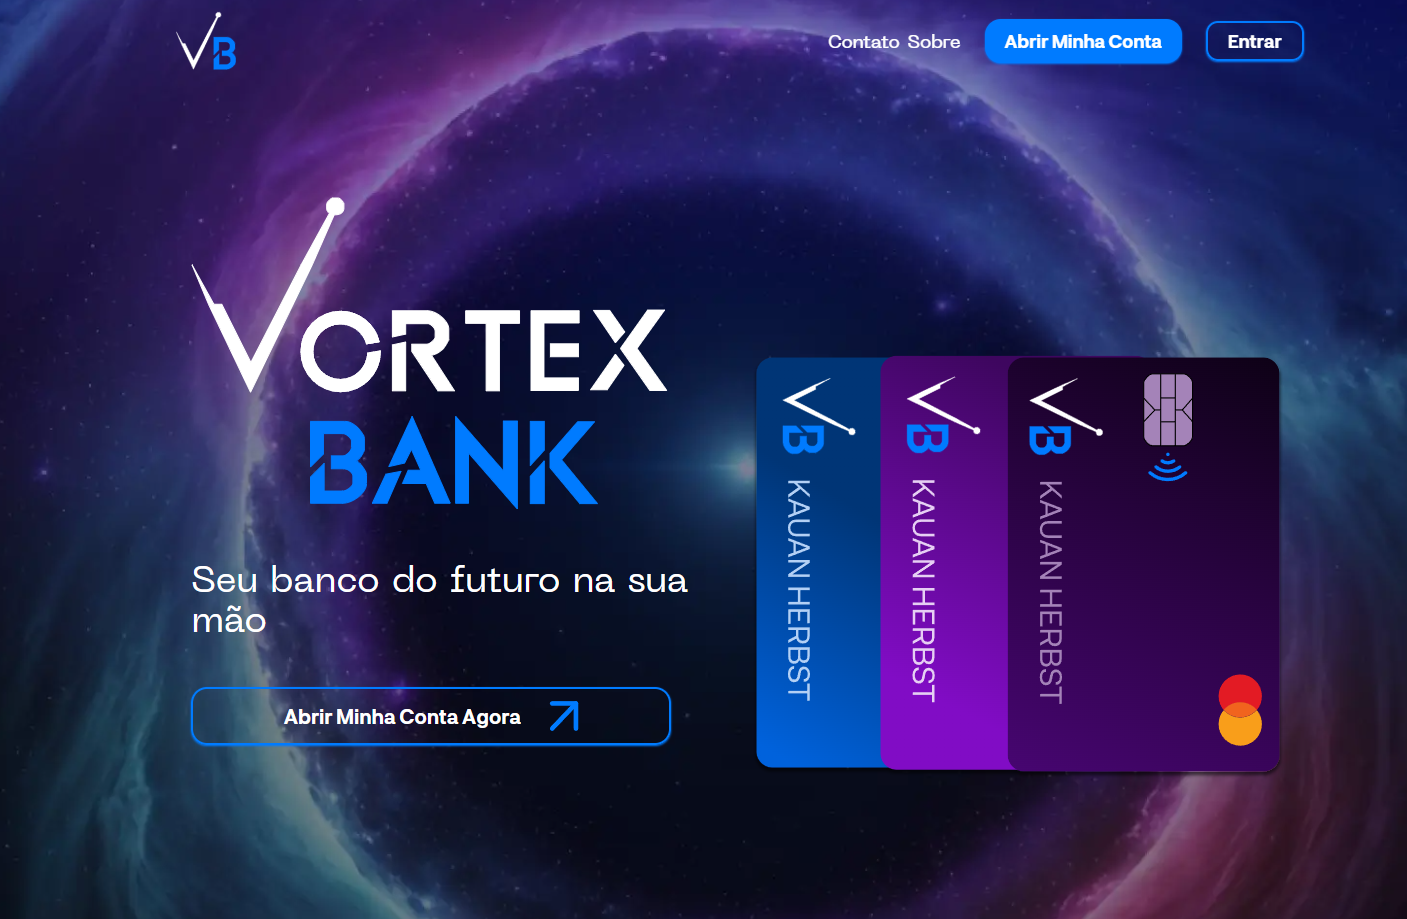 VB
Contato Sobre
Abrir Minha Conta
Entrar
VORTEX
BANK
Seu banco do futuro na sua
mão
Abrir Minha Conta Agora
VB
KAUAN HERBST
VB
KAUAN HERBST
VB
KAUAN HERBST